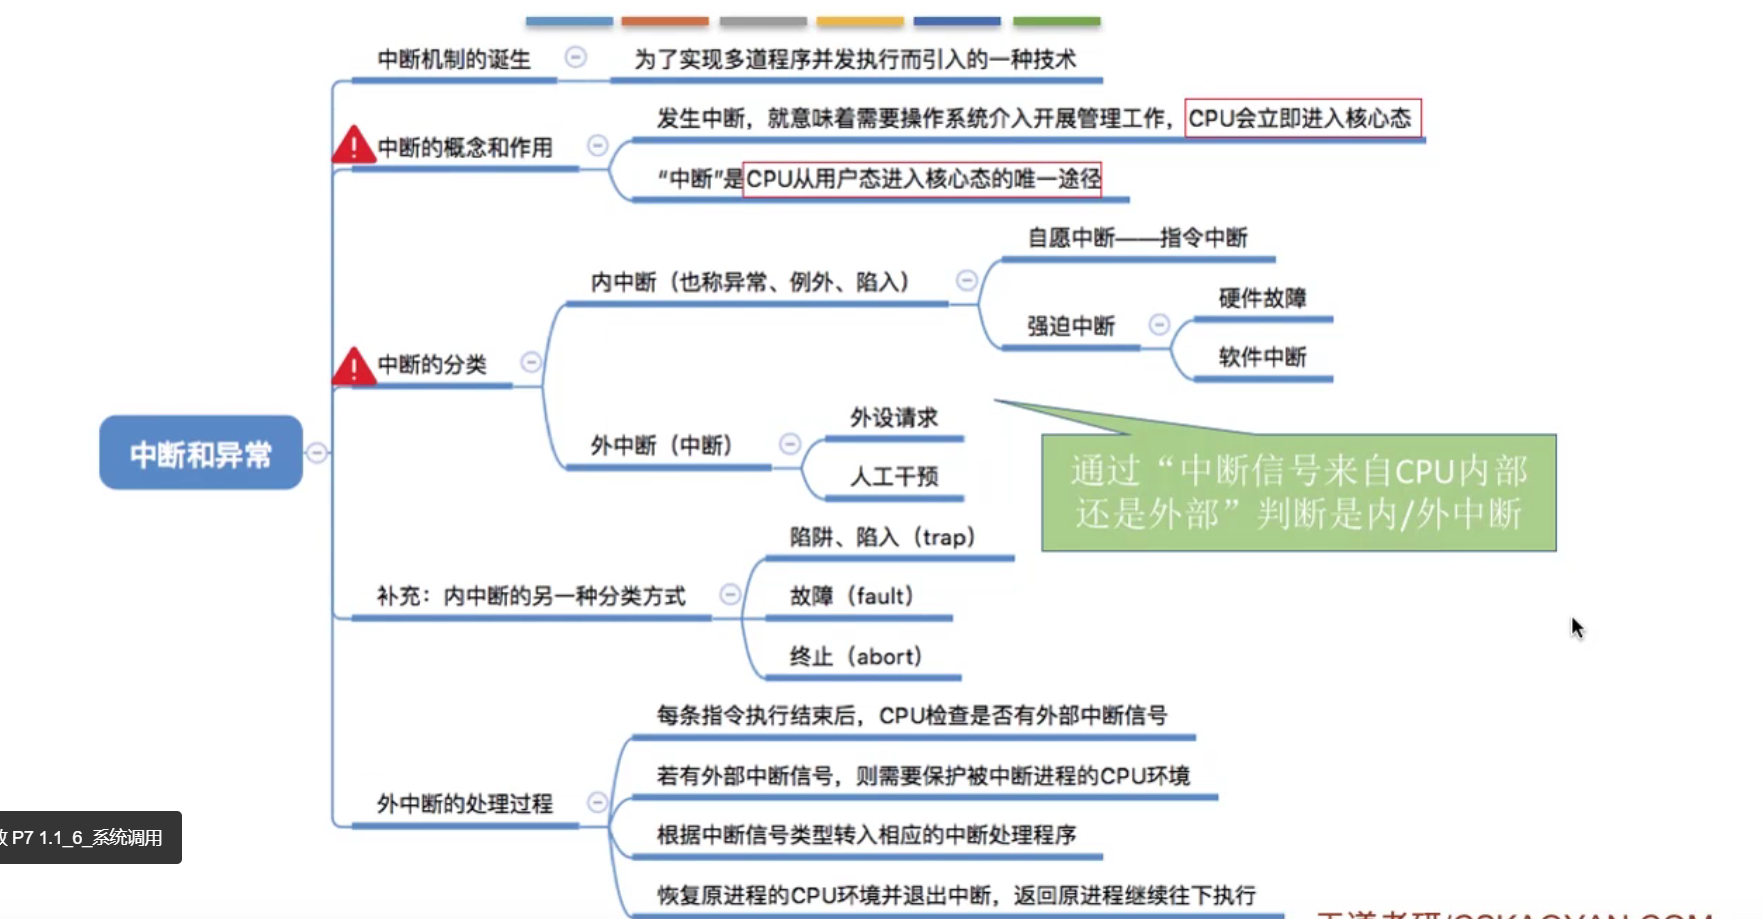 中断机制的诞生
为了实现多道程序并发执行而引入的一种技术
中断的概念和作用
发生中断，就意味着需要操作系统介入开展管理工作，CPU会立即进入核心态
“中断”是CPU从用户态进入核心态的唯一途径
中断的分类
内中断（也称异常、例外、陷入）
自愿中断——指令中断
强迫中断
硬件故障
软件中断
外中断（中断）
外设请求
人工干预
通过“中断信号来自CPU内部
还是外部”判断是内/外中断
中断和异常
补充：内中断的另一种分类方式
陷阱、陷入（trap）
故障（fault）
终止（abort）
外中断的处理过程
每条指令执行结束后，CPU检查是否有外部中断信号
若有外部中断信号，则需要保护被中断进程的CPU环境
根据中断信号类型转入相应的中断处理程序
恢复原进程的CPU环境并退出中断，返回原进程继续往下执行
P7 1.1_6_系统调用
王道考研/CSKAOYAN.COM